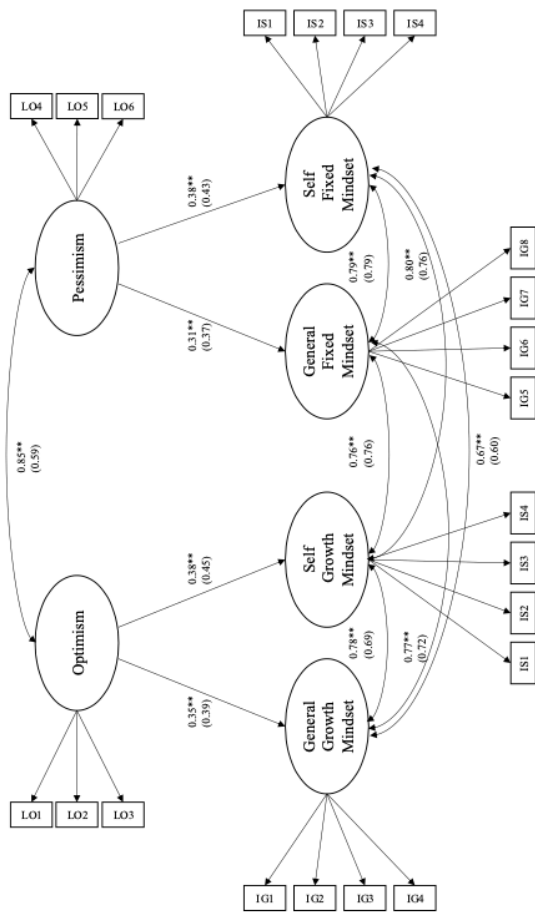 LO1
LO2
LO3
LO4
LO5
LO6
0.85**
(0.59)
Optimism
Pessimism
0.35**
(0.39)
0.38**
(0.45)
0.31**
(0.37)
0.38**
(0.43)
IG1
IG2
IG3
IG4
General
Growth
Mindset
Self
Growth
Mindset
General
Fixed
Mindset
Self
Fixed
Mindset
IS1
IS2
IS3
IS4
0.78**
(0.69)
0.76**
(0.76)
0.79**
(0.79)
0.77**
(0.72)
0.80**
(0.76)
0.67**
(0.60)
IS1
IS2
IS3
IS4
IG5
IG6
IG7
IG8